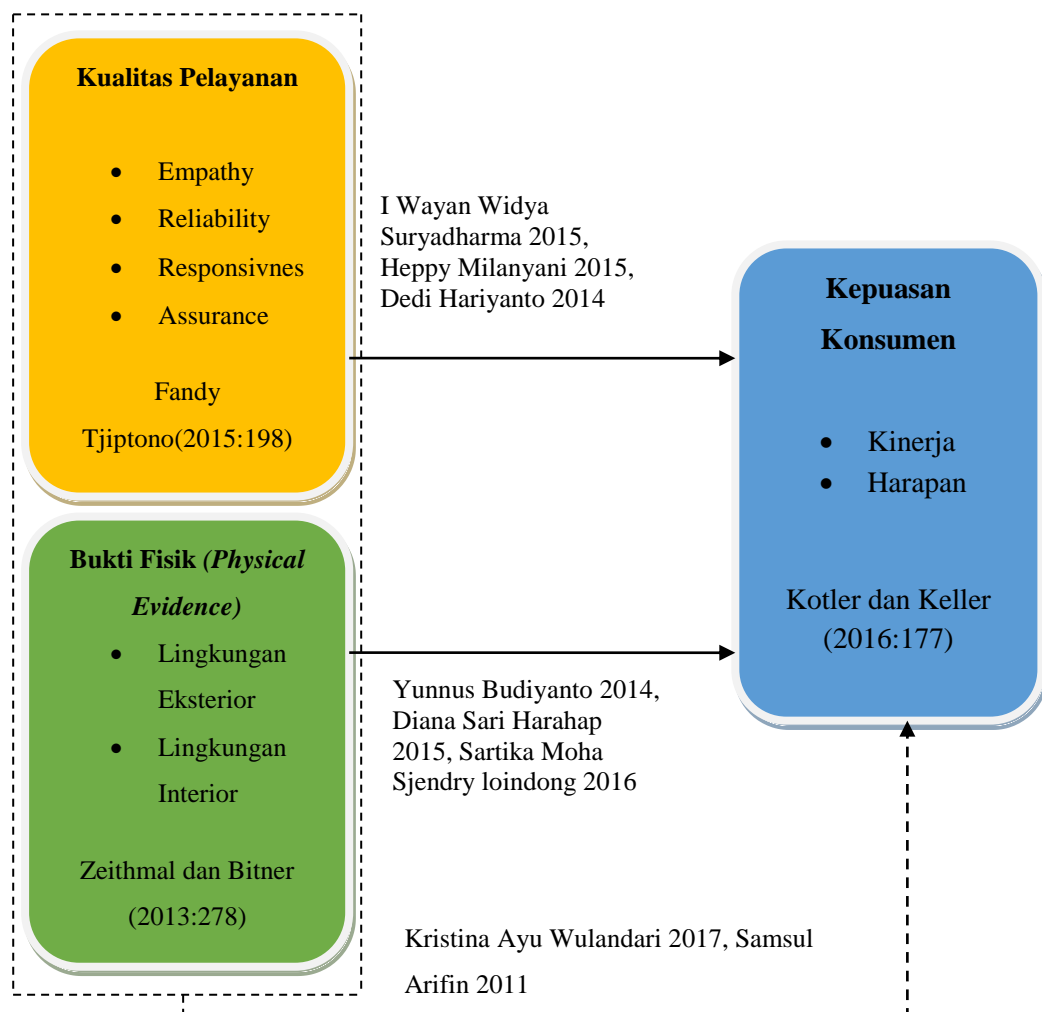 Kualitas Pelayanan
• Empathy
• Reliability
• Responsivnes
• Assurance
Fandy
Tjiptono(2015:198)
I Wayan Widya
Suryadharma 2015,
Heppy Milanyani 2015,
Dedi Hariyanto 2014
Kepuasan
Konsumen
• Kinerja
• Harapan
Kotler dan Keller
(2016:177)
Bukti Fisik (Physical
Evidence)
• Lingkungan
Eksterior
• Lingkungan
Interior
Zeithmal dan Bitner
(2013:278)
Yunnus Budiyanto 2014,
Diana Sari Harahap
2015, Sartika Moha
Sjendry loindong 2016
Kristina Ayu Wulandari 2017, Samsul
Arifin 2011